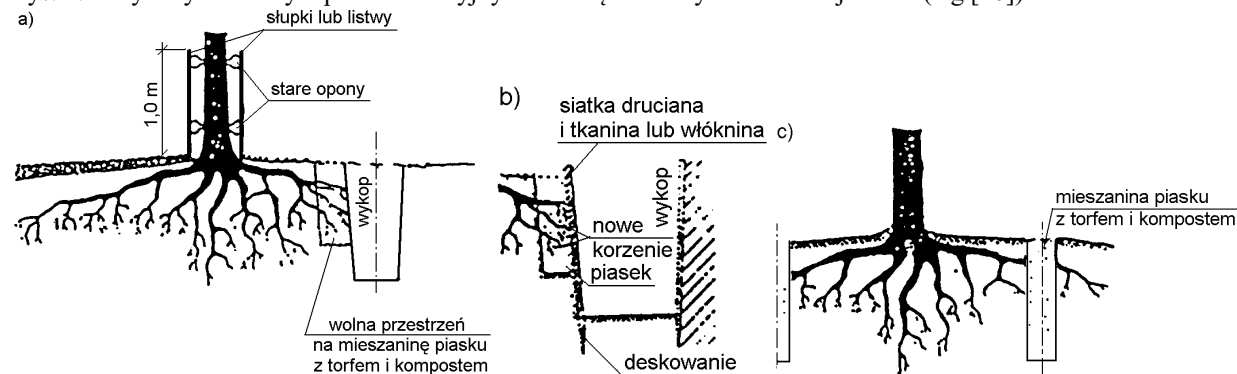 a)
słupki lub listwy
1,0 m
stare opony
wykop
wolna przestrzeń
na mieszaninę piasku
z torfem i kompostem
b)
siatka druciana
i tkanina lub włóknina
wykop
nowe
korzenie
piasek
deskowanie
c)
mieszanina piasku
z torfem i kompostem